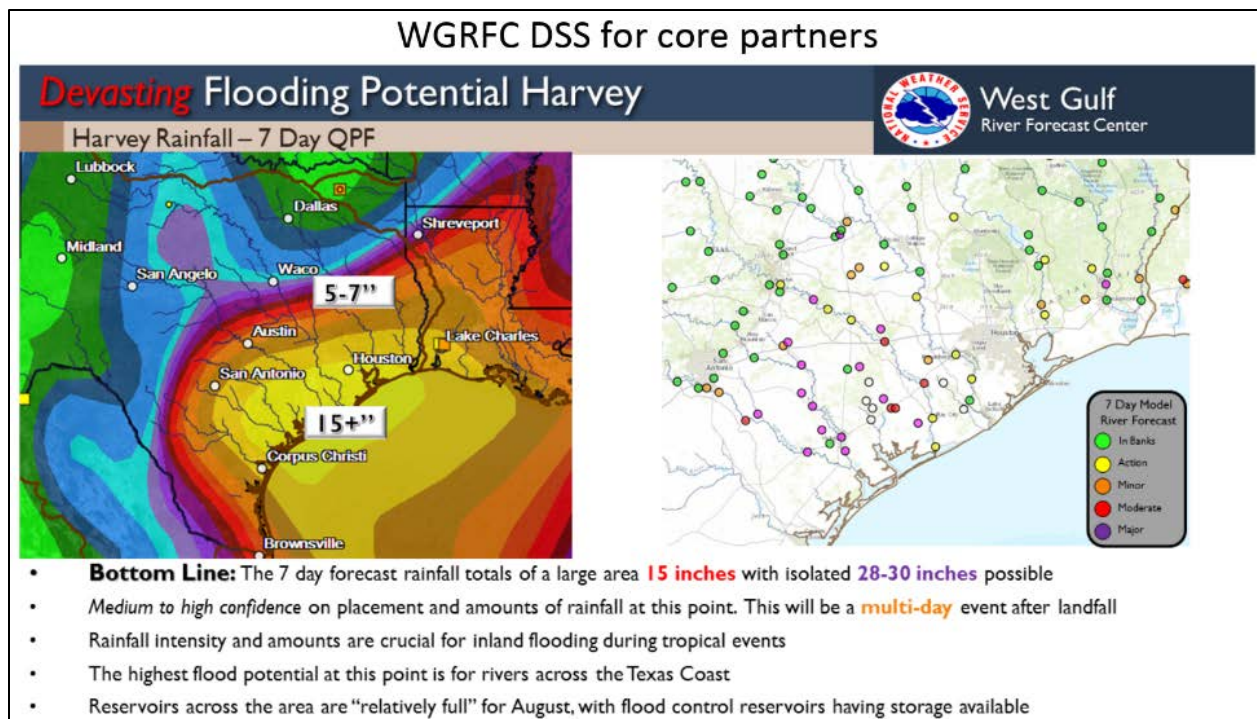 WGRFC DSS for core partners
Devasting Flooding Potential Harvey
Harvey Rainfall – 7 Day QPF
NATIONAL WEATHER SERVICE
West Gulf
River Forecast Center
Lubbock
Dallas
Shreveport
Midland
San Angelo
Waco
5-7”
Austin
Lake Charles
Houston
San Antonio
15+”
Corpus Christi
Brownsville
Houston
San Antonio
Bay City
7 Day Model
River Forecast
In Banks
Action
Minor
Moderate
Major
• Bottom Line: The 7 day forecast rainfall totals of a large area 15 inches with isolated 28-30 inches possible
• Medium to high confidence on placement and amounts of rainfall at this point. This will be a multi-day event after landfall
• Rainfall intensity and amounts are crucial for inland flooding during tropical events
• The highest flood potential at this point is for rivers across the Texas Coast
• Reservoirs across the area are “relatively full” for August, with flood control reservoirs having storage available